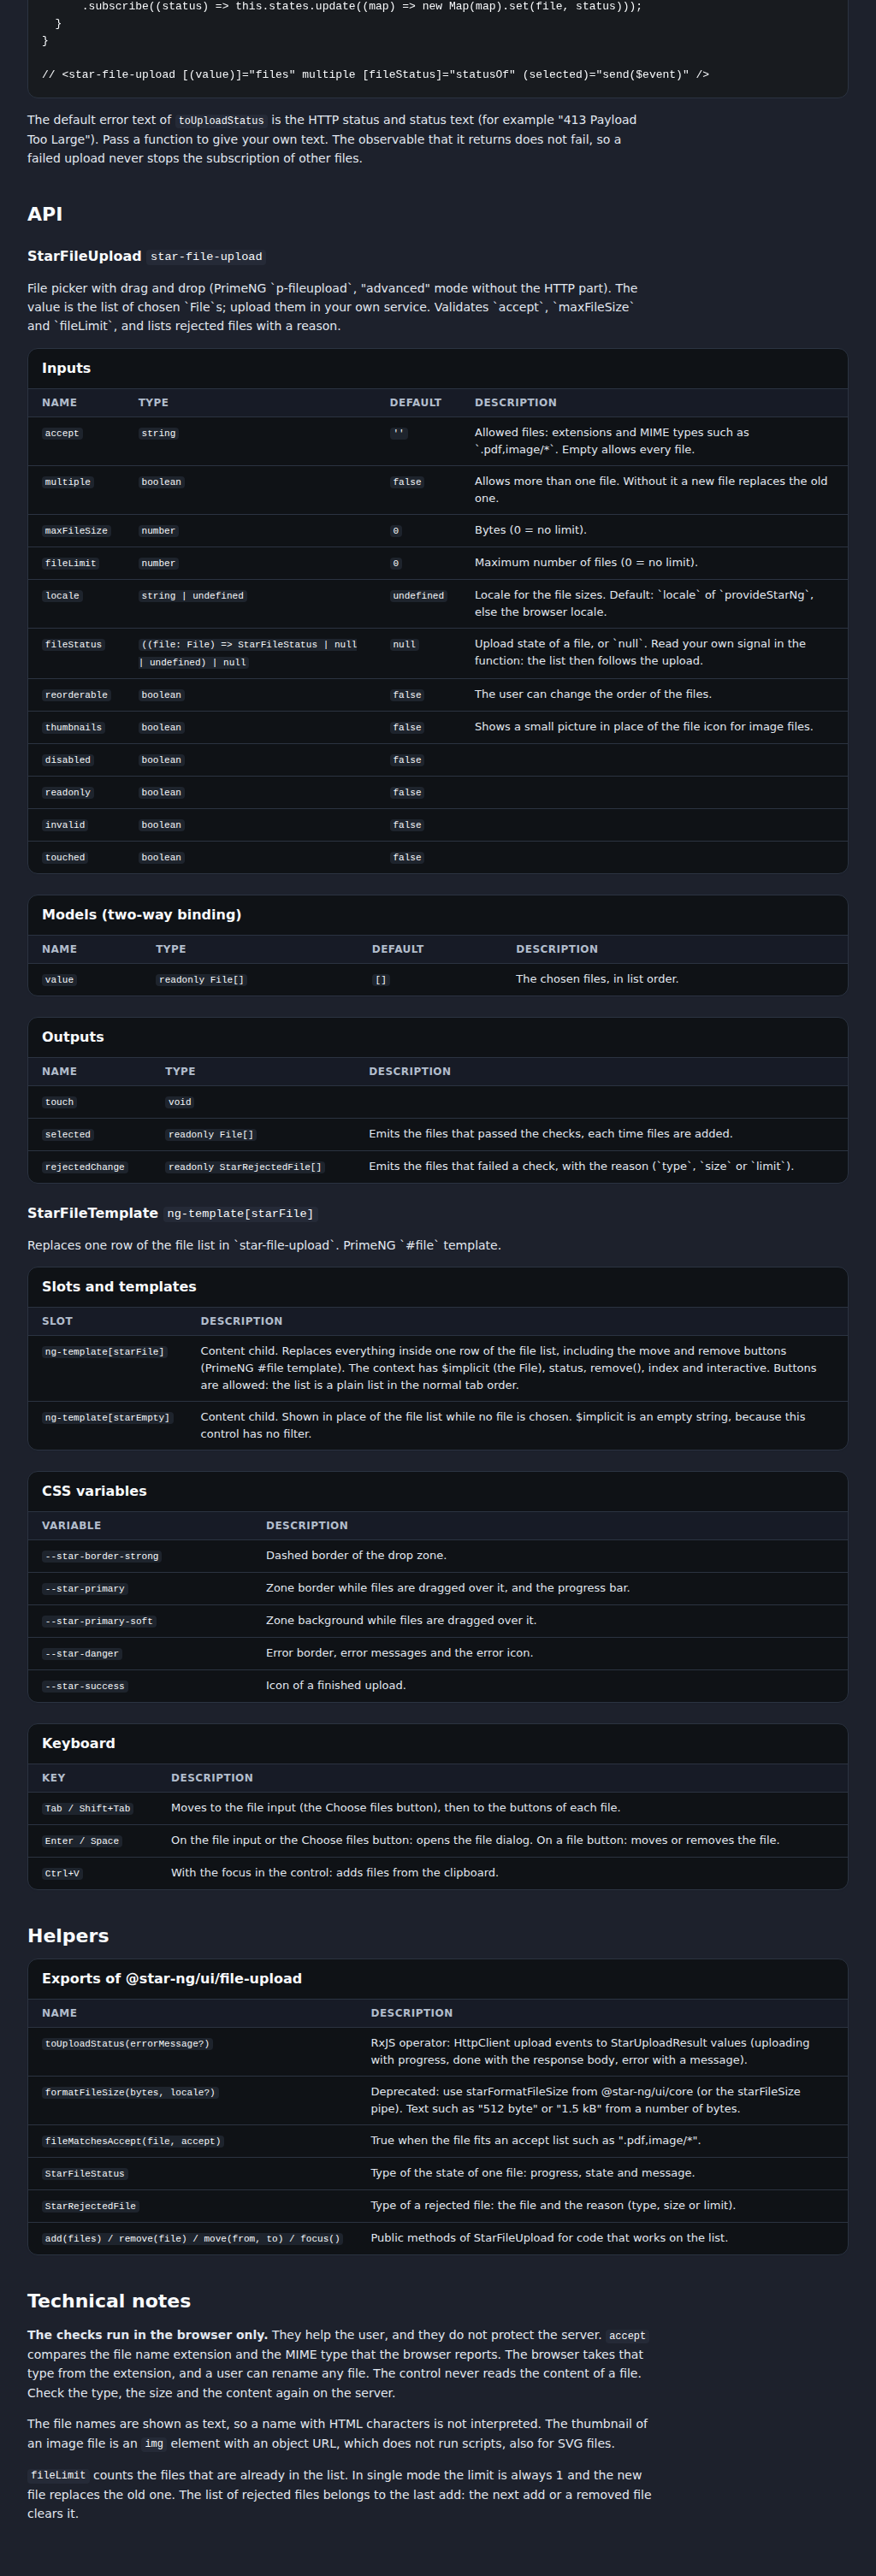 .subscribe((status) => this.states.update((map) => new Map(map).set(file, status)));
}
}
// <star-file-upload [(value)]="files" multiple [fileStatus]="statusOf" (selected)="send($event)" />
The default error text of toUploadStatus is the HTTP status and status text (for example "413 Payload
Too Large"). Pass a function to give your own text. The observable that it returns does not fail, so a
failed upload never stops the subscription of other files.
API
StarFileUpload star-file-upload
File picker with drag and drop (PrimeNG `p-fileupload`, "advanced" mode without the HTTP part). The
value is the list of chosen `File`s; upload them in your own service. Validates `accept`, `maxFileSize`
and `fileLimit`, and lists rejected files with a reason.
Inputs
NAME TYPE DEFAULT DESCRIPTION
accept string '' Allowed files: extensions and MIME types such as
`.pdf,image/*`. Empty allows every file.
multiple boolean false Allows more than one file. Without it a new file replaces the old
one.
maxFileSize number 0 Bytes (0 = no limit).
fileLimit number 0 Maximum number of files (0 = no limit).
locale string | undefined undefined Locale for the file sizes. Default: `locale` of `provideStarNg`,
else the browser locale.
fileStatus ((file: File) => StarFileStatus | null null Upload state of a file, or `null`. Read your own signal in the
| undefined) | null function: the list then follows the upload.
reorderable boolean false The user can change the order of the files.
thumbnails boolean false Shows a small picture in place of the file icon for image files.
disabled boolean false
readonly boolean false
invalid boolean false
touched boolean false
Models (two-way binding)
NAME TYPE DEFAULT DESCRIPTION
value readonly File[] [] The chosen files, in list order.
Outputs
NAME TYPE DESCRIPTION
touch void
selected readonly File[] Emits the files that passed the checks, each time files are added.
rejectedChange readonly StarRejectedFile[] Emits the files that failed a check, with the reason (`type`, `size` or `limit`).
StarFileTemplate ng-template[starFile]
Replaces one row of the file list in `star-file-upload`. PrimeNG `#file` template.
Slots and templates
SLOT DESCRIPTION
ng-template[starFile] Content child. Replaces everything inside one row of the file list, including the move and remove buttons
(PrimeNG #file template). The context has $implicit (the File), status, remove(), index and interactive. Buttons
are allowed: the list is a plain list in the normal tab order.
ng-template[starEmpty] Content child. Shown in place of the file list while no file is chosen. $implicit is an empty string, because this
control has no filter.
CSS variables
VARIABLE DESCRIPTION
--star-border-strong Dashed border of the drop zone.
--star-primary Zone border while files are dragged over it, and the progress bar.
--star-primary-soft Zone background while files are dragged over it.
--star-danger Error border, error messages and the error icon.
--star-success Icon of a finished upload.
Keyboard
KEY DESCRIPTION
Tab / Shift+Tab Moves to the file input (the Choose files button), then to the buttons of each file.
Enter / Space On the file input or the Choose files button: opens the file dialog. On a file button: moves or removes the file.
Ctrl+V With the focus in the control: adds files from the clipboard.
Helpers
Exports of @star-ng/ui/file-upload
NAME DESCRIPTION
toUploadStatus(errorMessage?) RxJS operator: HttpClient upload events to StarUploadResult values (uploading
with progress, done with the response body, error with a message).
formatFileSize(bytes, locale?) Deprecated: use starFormatFileSize from @star-ng/ui/core (or the starFileSize
pipe). Text such as "512 byte" or "1.5 kB" from a number of bytes.
fileMatchesAccept(file, accept) True when the file fits an accept list such as ".pdf,image/*".
StarFileStatus Type of the state of one file: progress, state and message.
StarRejectedFile Type of a rejected file: the file and the reason (type, size or limit).
add(files) / remove(file) / move(from, to) / focus() Public methods of StarFileUpload for code that works on the list.
Technical notes
The checks run in the browser only. They help the user, and they do not protect the server. accept
compares the file name extension and the MIME type that the browser reports. The browser takes that
type from the extension, and a user can rename any file. The control never reads the content of a file.
Check the type, the size and the content again on the server.
The file names are shown as text, so a name with HTML characters is not interpreted. The thumbnail of
an image file is an img element with an object URL, which does not run scripts, also for SVG files.
fileLimit counts the files that are already in the list. In single mode the limit is always 1 and the new
file replaces the old one. The list of rejected files belongs to the last add: the next add or a removed file
clears it.